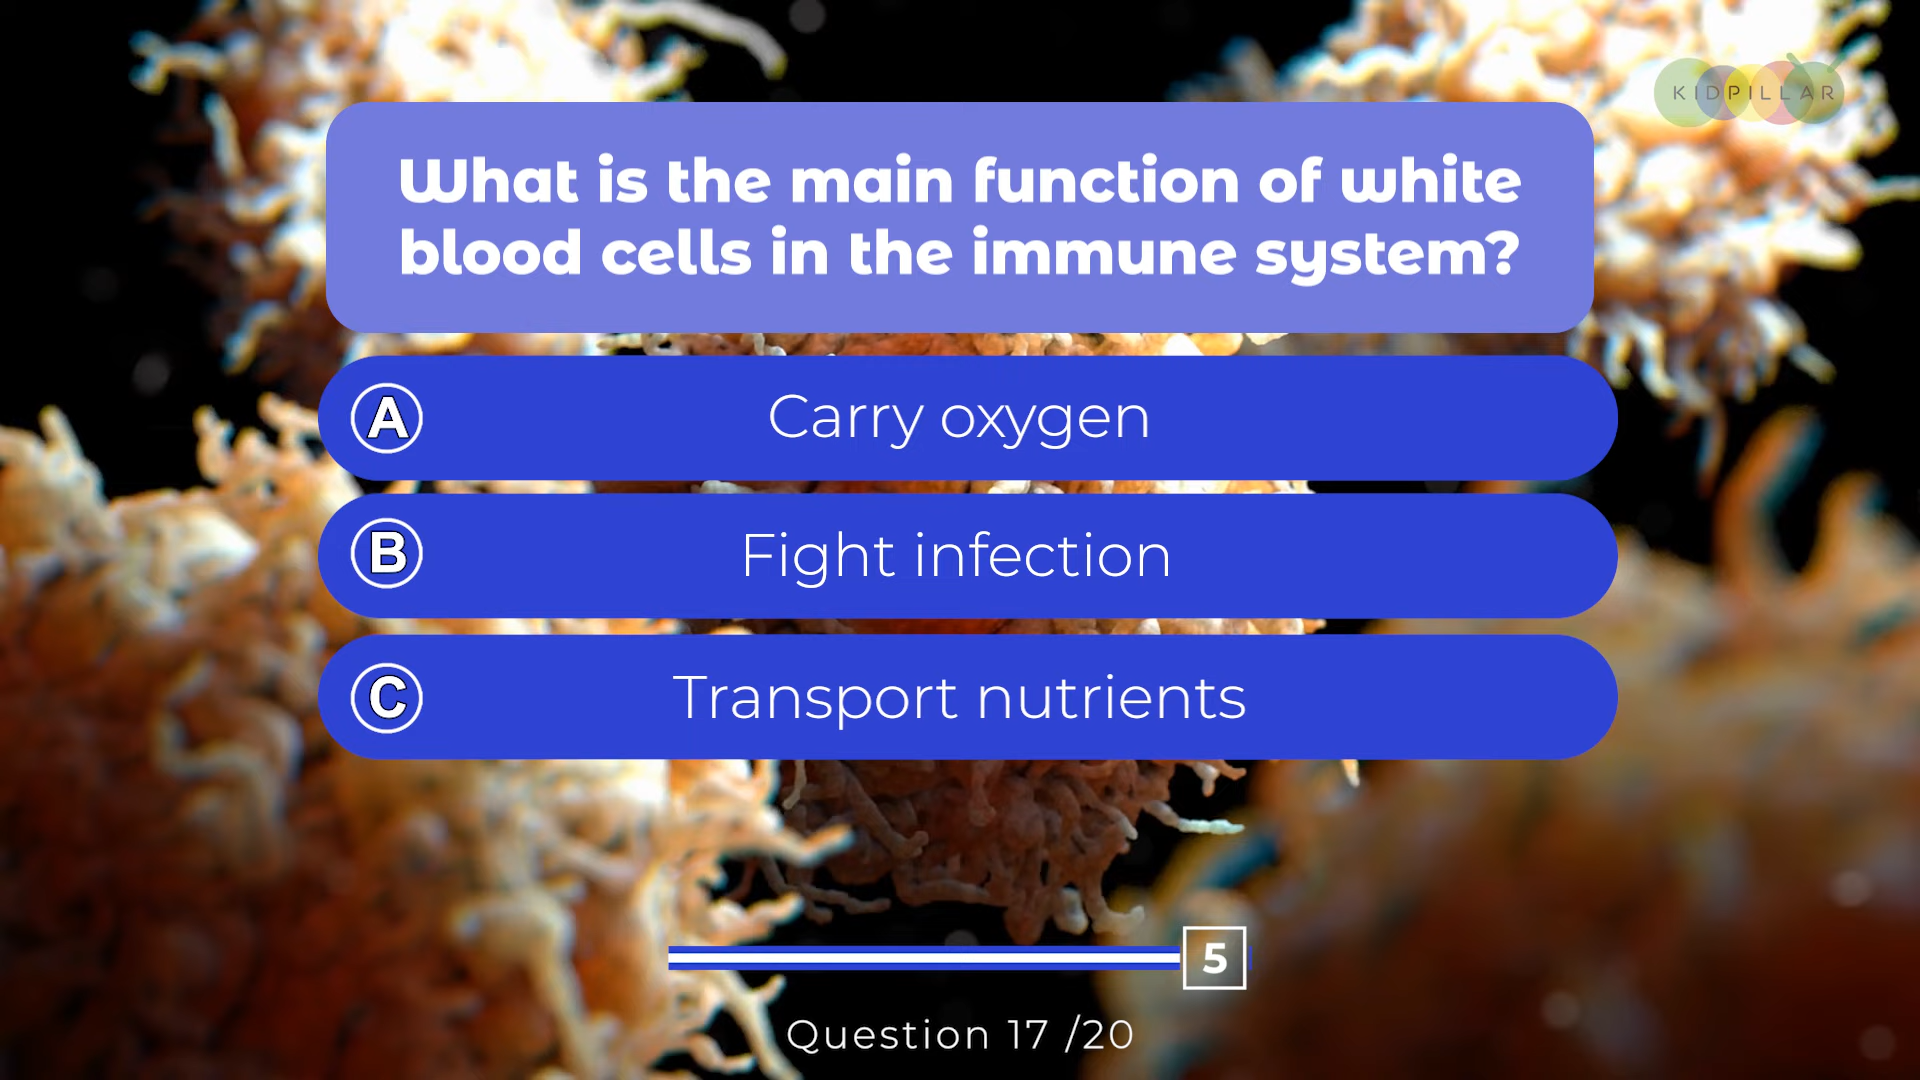 KIDPILLAR
What is the main function of white
blood cells in the immune system?
A Carry oxygen
B Fight infection
C Transport nutrients
5
Question 17 /20